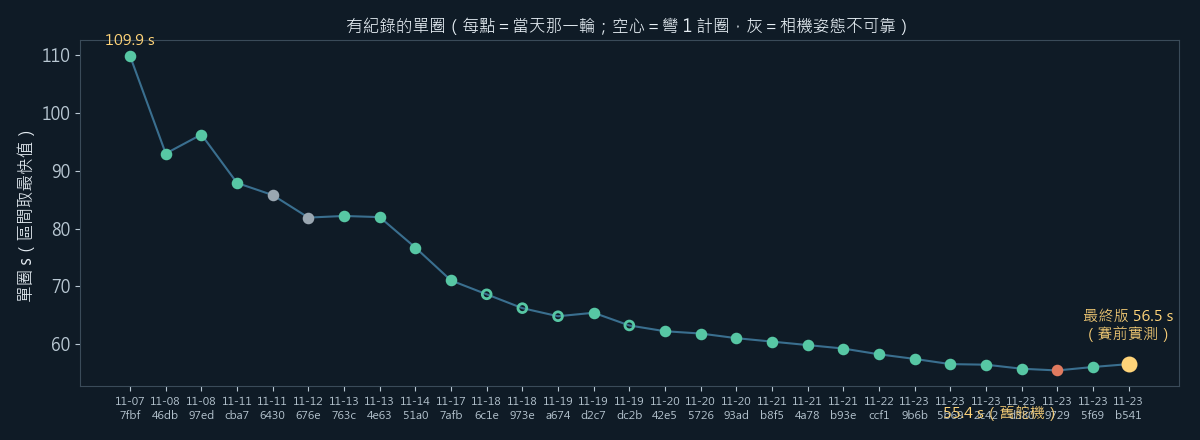 有紀錄的單圈（每點＝當天那一輪；空心＝彎 1 計圈．灰＝相機姿態不可靠）
109.9 s
單圈 s（區間取最快值）
110
100
90
80
70
60
最終版 56.5 s
（賽前實測）
55.4 s（舊舵機）
11-07 11-08 11-08 11-11 11-11 11-12 11-13 11-13 11-14 11-17 11-18 11-18 11-19 11-19 11-19 11-20 11-20 11-20 11-21 11-21 11-21 11-22 11-23 11-23 11-23 11-23 11-23 11-23 11-23
7fbf 46db 97ed cba7 6430 676e 763c 4e63 51a0 7afb 6c1e 973e a674 d2c7 dc2b 42e5 5726 93ad b8f5 4a78 b93e ccf1 9b6b 5f69 b541